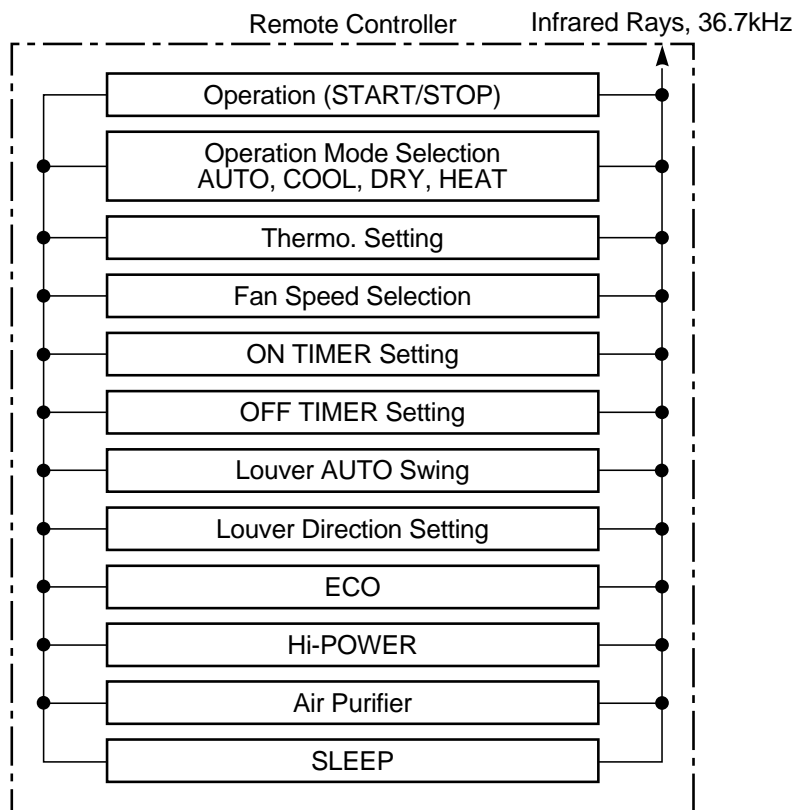 Remote Controller
Infrared Rays, 36.7kHz
Operation (START/STOP)
Operation Mode Selection
AUTO, COOL, DRY, HEAT
Thermo. Setting
Fan Speed Selection
ON TIMER Setting
OFF TIMER Setting
Louver AUTO Swing
Louver Direction Setting
ECO
Hi-POWER
Air Purifier
SLEEP